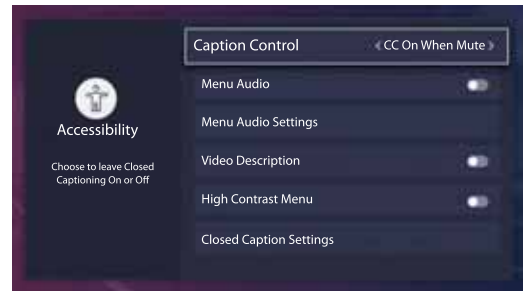 Caption Control CC On When Mute
Menu Audio
Accessibility
Menu Audio Settings
Choose to leave Closed
Captioning On or Off
Video Description
High Contrast Menu
Closed Caption Settings